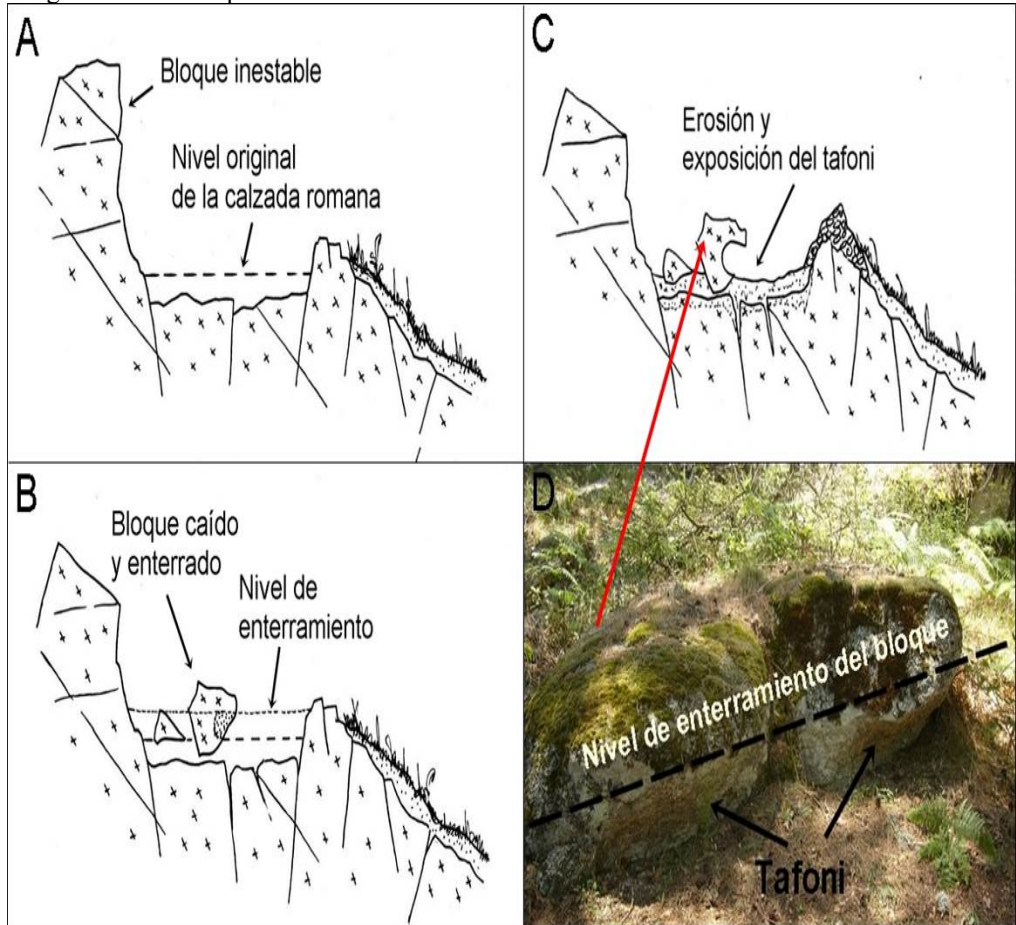 A
Bloque inestable
Nivel original
de la calzada romana
C
Erosión y
exposición del tafoni
B
Bloque caído
y enterrado
Nivel de
enterramiento
D
Nivel de enterramiento del bloque
Tafoni